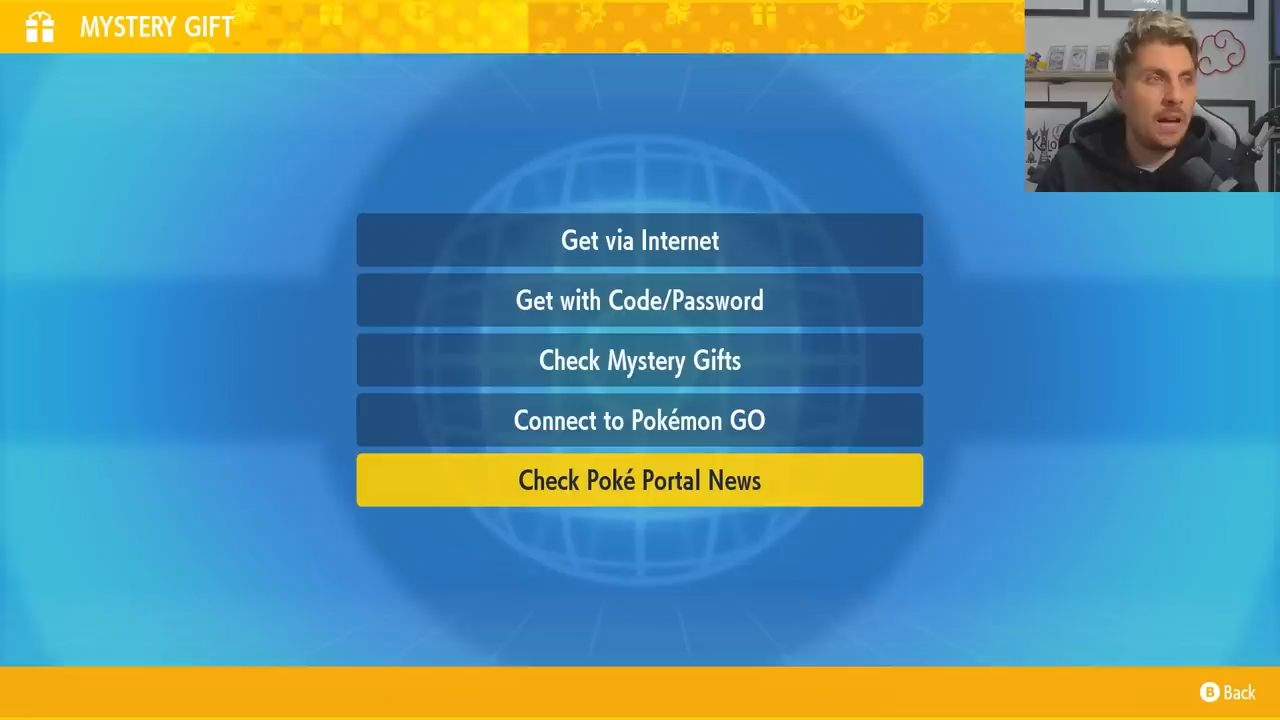 MYSTERY GIFT
Get via Internet
Get with Code/Password
Check Mystery Gifts
Connect to Pokémon GO
Check Poké Portal News
B Back